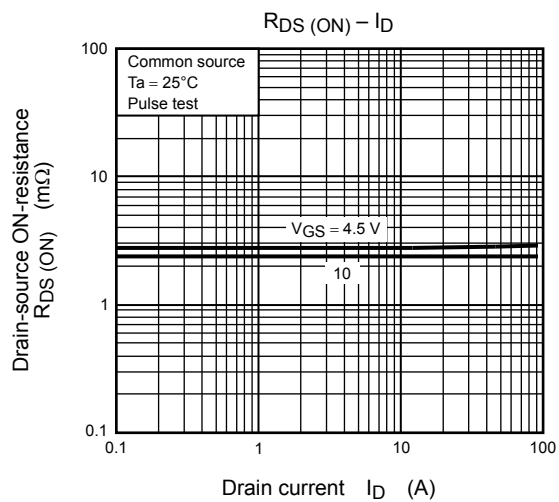 RDS (ON) – ID
Common source
Ta = 25°C
Pulse test
100
10
1
0.1
Drain-source ON-resistance
RDS (ON) (mΩ)
VGS = 4.5 V
10
0.1
1
10
100
Drain current ID (A)